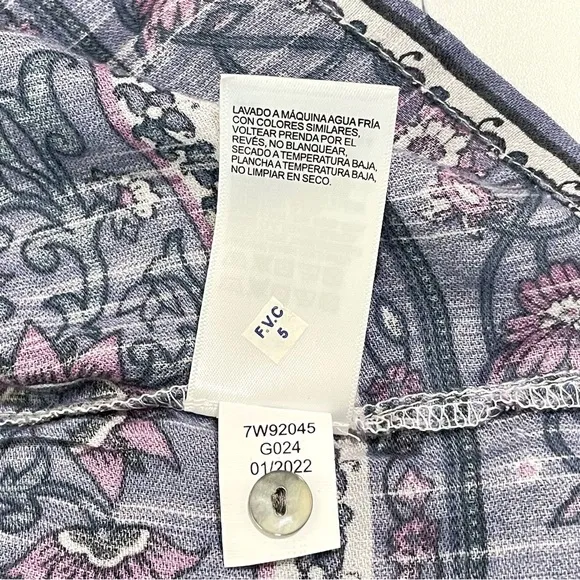 LAVADO A MÁQUINA AGUA FRÍA
CON COLORES SIMILARES,
VOLTEAR PRENDA POR EL
REVÉS, NO BLANQUEAR,
SECADO A TEMPERATURA BAJA,
PLANCHA A TEMPERATURA BAJA,
NO LIMPIAR EN SECO.
F.V.C
5
7W92045
G024
01/2022